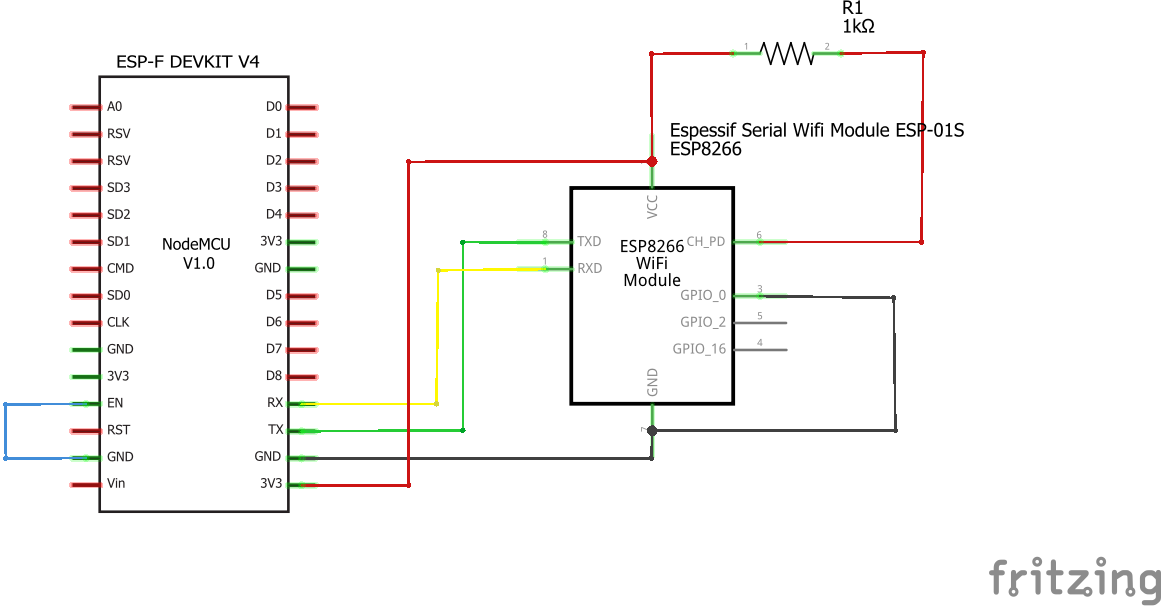 R1
1kΩ
ESP-F DEVKIT V4
1
2
Espessif Serial Wifi Module ESP-01S
ESP8266
A0
D0
RSV
D1
RSV
D2
SD3
D3
SD2
D4
SD1
3V3
CMD
GND
SD0
D5
CLK
D6
GND
D7
3V3
D8
EN
RX
RST
TX
GND
GND
Vin
3V3
NodeMCU
V1.0
VCC
8
TXD
1
RXD
ESP8266
WiFi
Module
CH_PD
6
GPIO_0
3
GPIO_2
5
GPIO_16
4
GND
7
fritzing